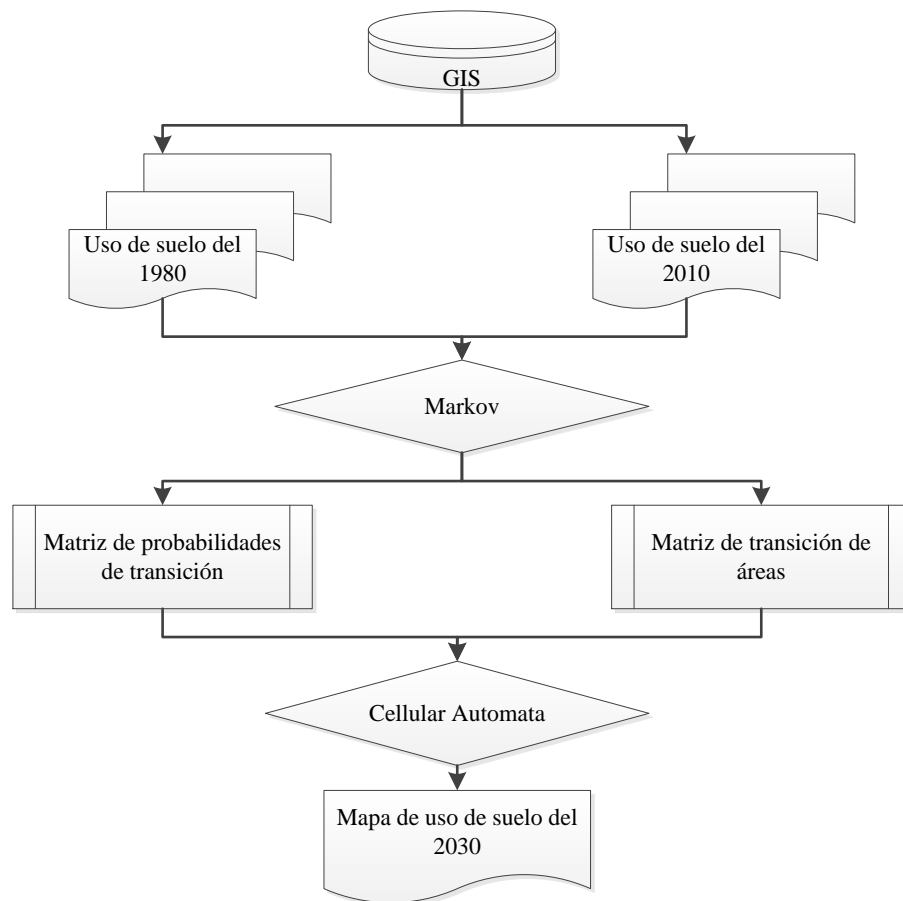 GIS
Uso de suelo del
1980
Uso de suelo del
2010
Markov
Matriz de probabilidades
de transición
Matriz de transición de
áreas
Cellular Automata
Mapa de uso de suelo del
2030